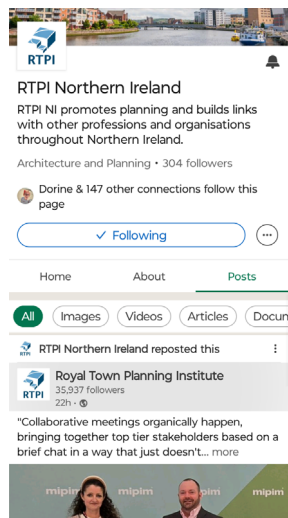 RTPI
RTPI Northern Ireland
RTPI NI promotes planning and builds links
with other professions and organisations
throughout Northern Ireland.
Architecture and Planning • 304 followers
Dorine & 147 other connections follow this
page
Following
Home About Posts
All Images Videos Articles Docun
RTPI RTPI Northern Ireland reposted this
Royal Town Planning Institute
RTPI 35,937 followers
22h •
"Collaborative meetings organically happen,
bringing together top tier stakeholders based on a
brief chat in a way that just doesn't... more
mipim mipim mipim mipim